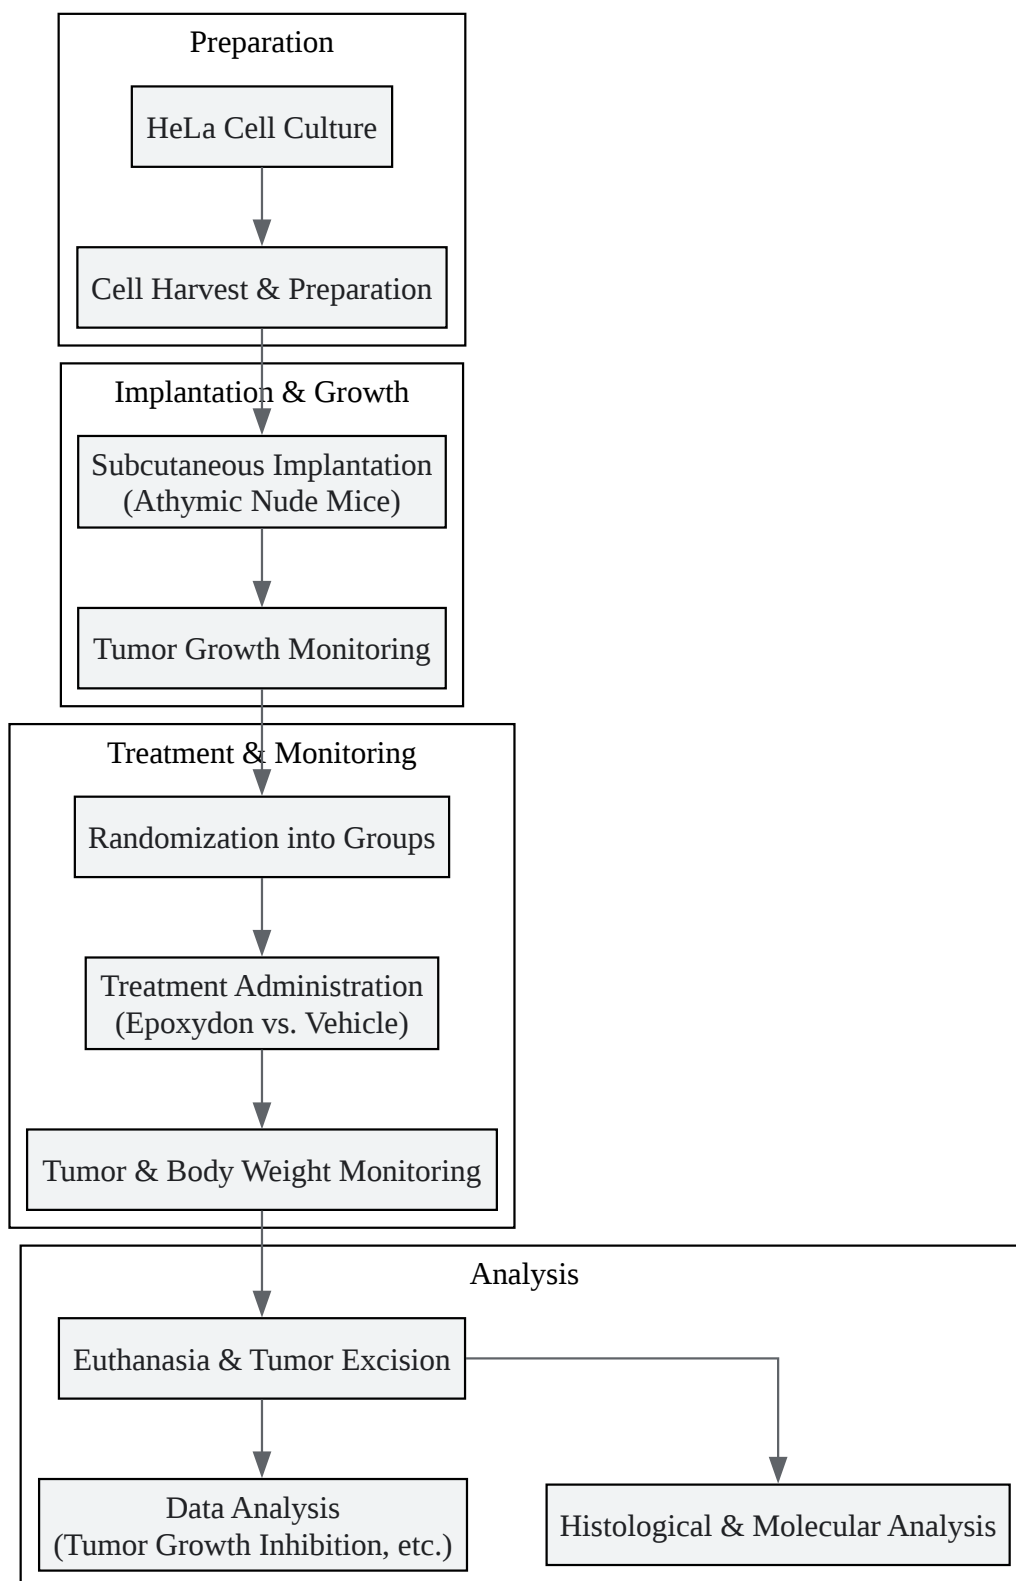 Preparation
HeLa Cell Culture
Cell Harvest & Preparation
Implantation & Growth
Subcutaneous Implantation
(Athymic Nude Mice)
Tumor Growth Monitoring
Treatment & Monitoring
Randomization into Groups
Treatment Administration
(Epoxydon vs. Vehicle)
Tumor & Body Weight Monitoring
Analysis
Euthanasia & Tumor Excision
Data Analysis
(Tumor Growth Inhibition, etc.)
Histological & Molecular Analysis